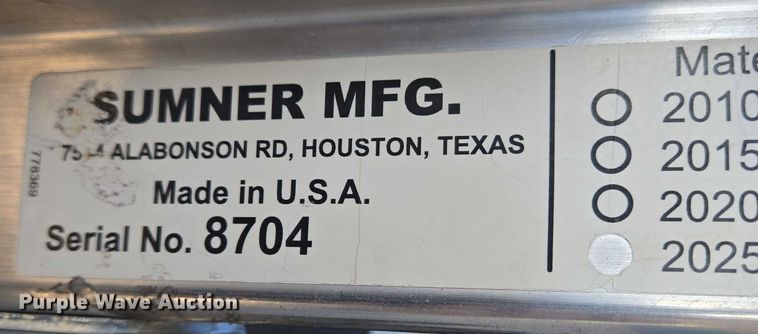 SUMNER MFG.
ALABONSON RD, HOUSTON, TEXAS
Made in U.S.A.
Serial No. 8704
778369
2010
2015
2020
2025
Purple Wave Auction